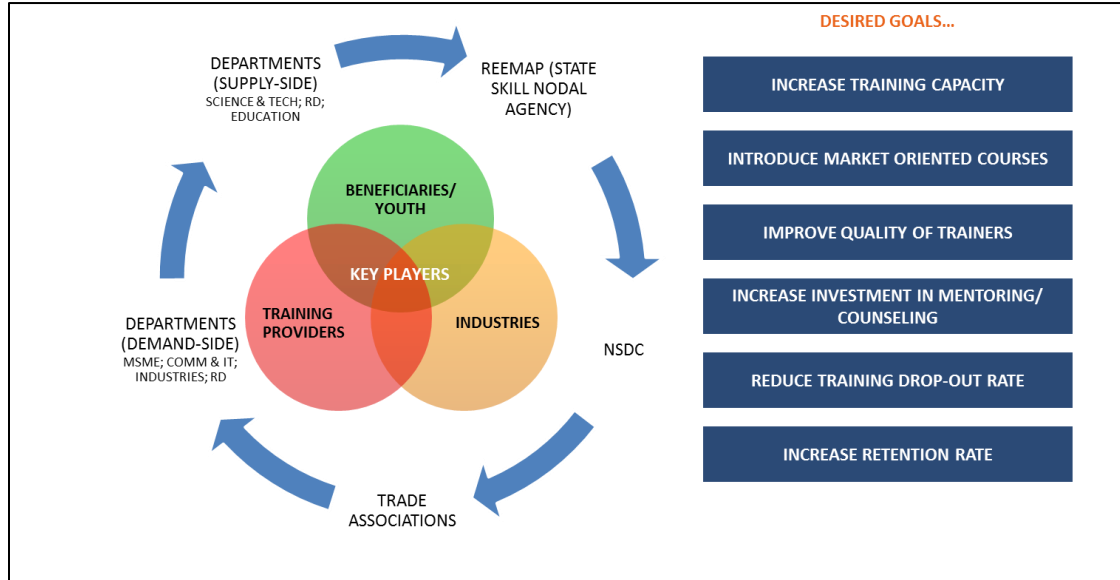 DESIRED GOALS...
DEPARTMENTS
(SUPPLY-SIDE)
SCIENCE & TECH; RD;
EDUCATION
REEMAP (STATE
SKILL NODAL
AGENCY)
NSDC
TRADE
ASSOCIATIONS
DEPARTMENTS
(DEMAND-SIDE)
MSME; COMM & IT;
INDUSTRIES; RD
BENEFICIARIES/
YOUTH
KEY PLAYERS
TRAINING
PROVIDERS
INDUSTRIES
INCREASE TRAINING CAPACITY
INTRODUCE MARKET ORIENTED COURSES
IMPROVE QUALITY OF TRAINERS
INCREASE INVESTMENT IN MENTORING/
COUNSELING
REDUCE TRAINING DROP-OUT RATE
INCREASE RETENTION RATE